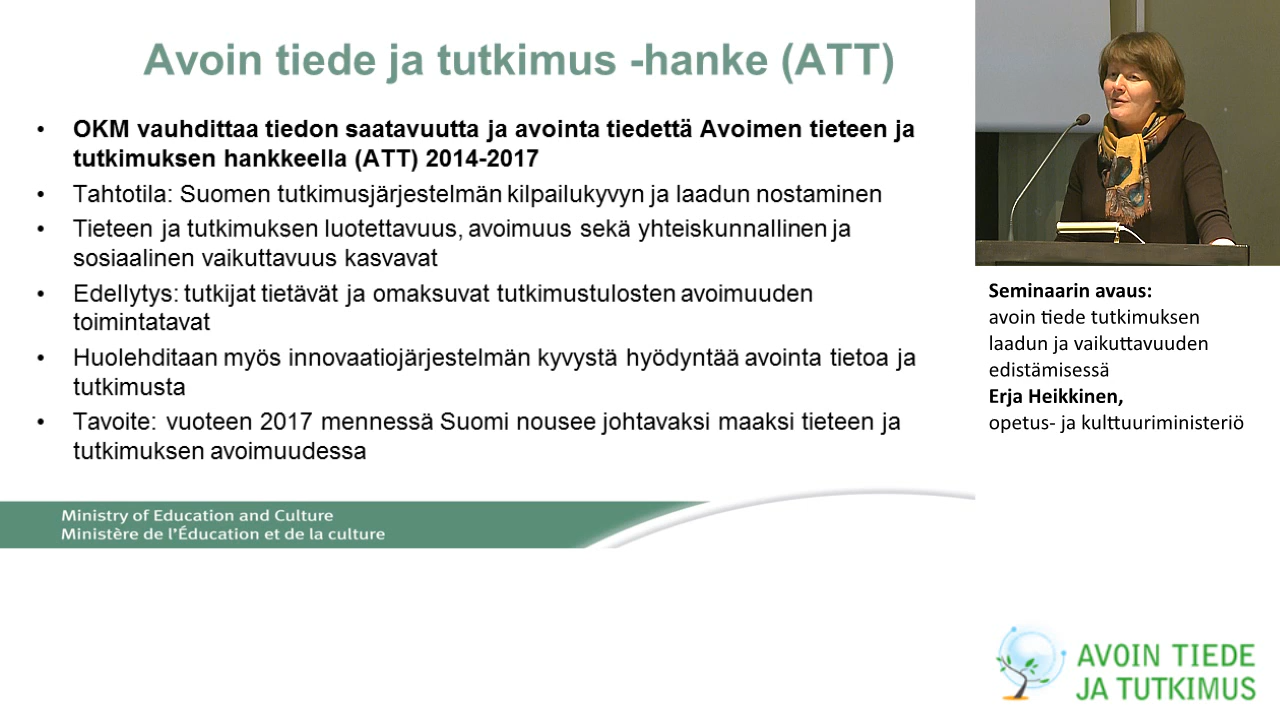 Avoin tiede ja tutkimus -hanke (ATT)
• OKM vauhdittaa tiedon saatavuutta ja avointa tiedettä Avoimen tieteen ja
tutkimuksen hankkeella (ATT) 2014-2017
• Tahtotila: Suomen tutkimusjärjestelmän kilpailukyvyn ja laadun nostaminen
• Tieteen ja tutkimuksen luotettavuus, avoimuus sekä yhteiskunnallinen ja
sosiaalinen vaikuttavuus kasvavat
• Edellytys: tutkijat tietävät ja omaksuvat tutkimustulosten avoimuuden
toimintatavat
• Huolehditaan myös innovaatiojärjestelmän kyvystä hyödyntää avointa tietoa ja
tutkimusta
• Tavoite: vuoteen 2017 mennessä Suomi nousee johtavaksi maaksi tieteen ja
tutkimuksen avoimuudessa
Ministry of Education and Culture
Ministère de l'Éducation et de la culture
Seminaarin avaus:
avoin tiede tutkimuksen
laadun ja vaikuttavuuden
edistämisessä
Erja Heikkinen,
opetus- ja kulttuuriministeriö
AVOIN TIEDE
JA TUTKIMUS